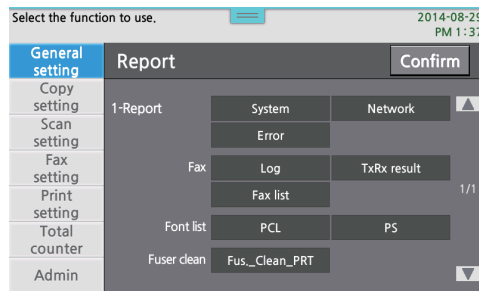 Select the function to use.
2014-08-29
PM 1:37
General
setting
Report
Confirm
Copy
setting
1-Report
System
Network
Scan
setting
Error
Fax
setting
Fax
Log
TxRx result
Print
setting
Fax list
1/1
Total
counter
Font list
PCL
PS
Admin
Fuser clean
Fus._Clean_PRT